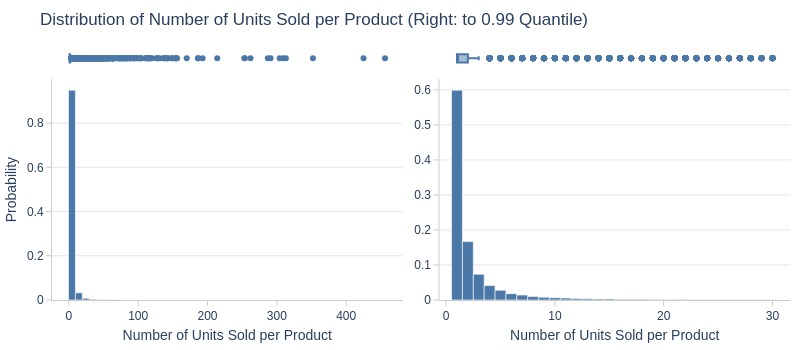 Distribution of Number of Units Sold per Product (Right: to 0.99 Quantile)
Probability
0.8
0.6
0.4
0.2
0
0 100 200 300 400
Number of Units Sold per Product
0.6
0.5
0.4
0.3
0.2
0.1
0
0 10 20 30
Number of Units Sold per Product